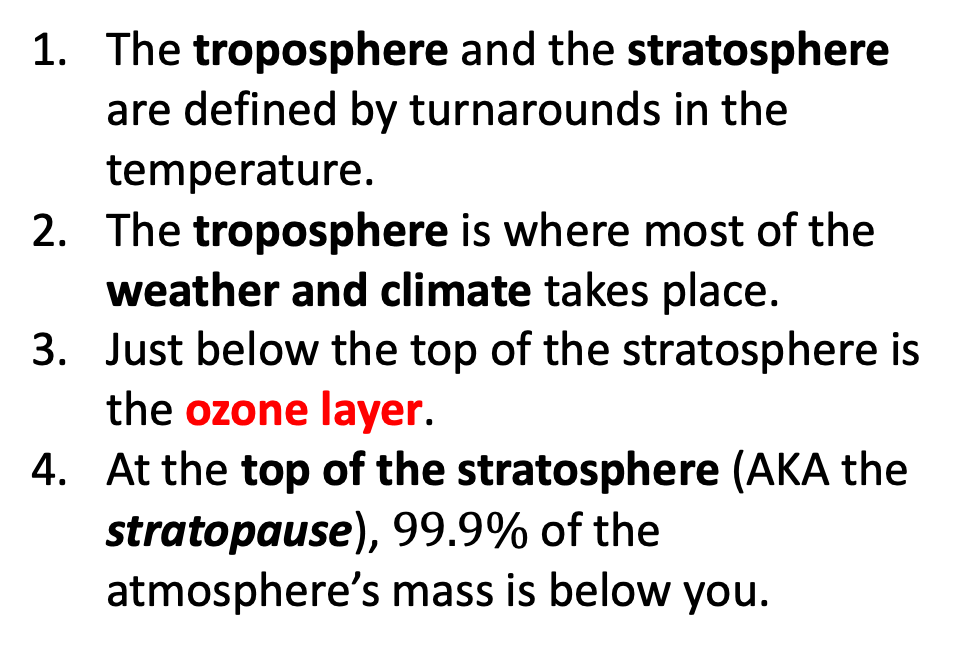 1. The troposphere and the stratosphere
are defined by turnarounds in the
temperature.
2. The troposphere is where most of the
weather and climate takes place.
3. Just below the top of the stratosphere is
the ozone layer.
4. At the top of the stratosphere (AKA the
stratopause), 99.9% of the
atmosphere’s mass is below you.